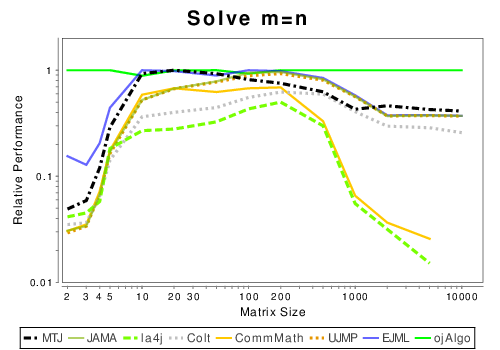 Solve m=n
Relative Performance
1
0.1
0.01
2 3 4 5 10 20 30 100 200 1000 10000
Matrix Size
MTJ JAMA la4j Colt CommMath UJMP EJML ojAlgo